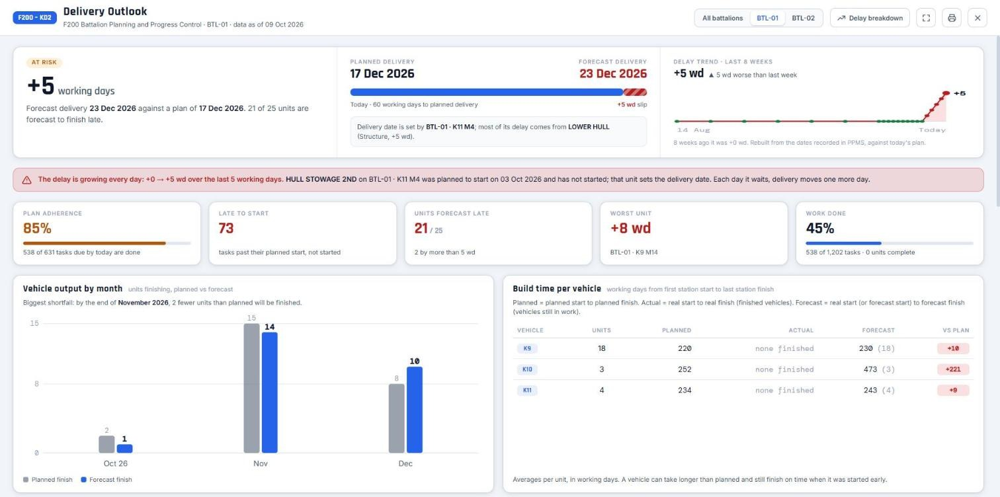 F200 - KD2
Delivery Outlook
F200 Battalion Planning and Progress Control · BTL-01 · data as of 09 Oct 2026
All battalions BTL-01 BTL-02
Delay breakdown
AT RISK
+5 working days
Forecast delivery 23 Dec 2026 against a plan of 17 Dec 2026. 21 of 25 units are
forecast to finish late.
PLANNED DELIVERY FORECAST DELIVERY
17 Dec 2026 23 Dec 2026
Today · 60 working days to planned delivery +5 wd slip
Delivery date is set by BTL-01 · K11 M4; most of its delay comes from LOWER HULL
(Structure, +5 wd).
DELAY TREND · LAST 8 WEEKS
+5 wd ▲ 5 wd worse than last week
+5
14 Aug Today
8 weeks ago it was +0 wd. Rebuilt from the dates recorded in PPMS, against today's plan.
The delay is growing every day: +0 → +5 wd over the last 5 working days. HULL STOWAGE 2ND on BTL-01 · K11 M4 was planned to start on 03 Oct 2026 and has not started; that unit sets the delivery date. Each day it waits, delivery moves one more day.
PLAN ADHERENCE
85%
538 of 631 tasks due by today are done
LATE TO START
73
tasks past their planned start, not started
UNITS FORECAST LATE
21 / 25
2 by more than 5 wd
WORST UNIT
+8 wd
BTL-01 · K9 M14
WORK DONE
45%
538 of 1,202 tasks · 0 units complete
Vehicle output by month units finishing, planned vs forecast
Biggest shortfall: by the end of November 2026, 2 fewer units than planned will be finished.
15
8
0
2 1
15 14
8 10
Oct 26 Nov Dec
Planned finish Forecast finish
Build time per vehicle working days from first station start to last station finish
Planned = planned start to planned finish. Actual = real start to real finish (finished vehicles). Forecast = real start (or forecast start) to forecast finish
(vehicles still in work).
VEHICLE UNITS PLANNED ACTUAL FORECAST VS PLAN
K9 18 220 none finished 230 (18) +10
K10 3 252 none finished 473 (3) +221
K11 4 234 none finished 243 (4) +9
Averages per unit, in working days. A vehicle can take longer than planned and still finish on time when it was started early.